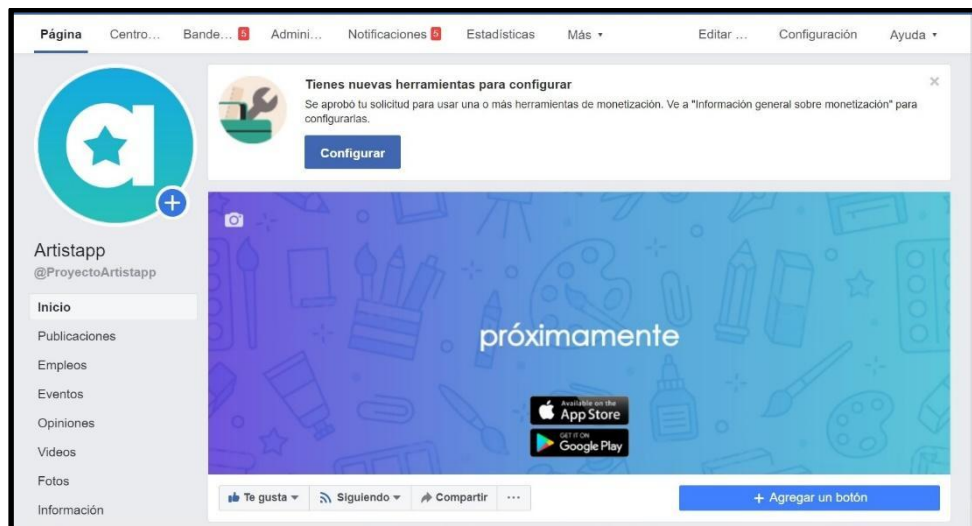 Página Centro... Bande... 5 Admini... Notificaciones 5 Estadísticas Más Editar ... Configuración Ayuda
Tienes nuevas herramientas para configurar
Se aprobó tu solicitud para usar una o más herramientas de monetización. Ve a "Información general sobre monetización" para
configurarlas.
Configurar
a
Artistapp
@ProyectoArtistapp
Inicio
Publicaciones
Empleos
Eventos
Opiniones
Videos
Fotos
Información
próximamente
Available on the
App Store
GET IT ON
Google Play
Te gusta Siguiendo Compartir ...
+ Agregar un botón